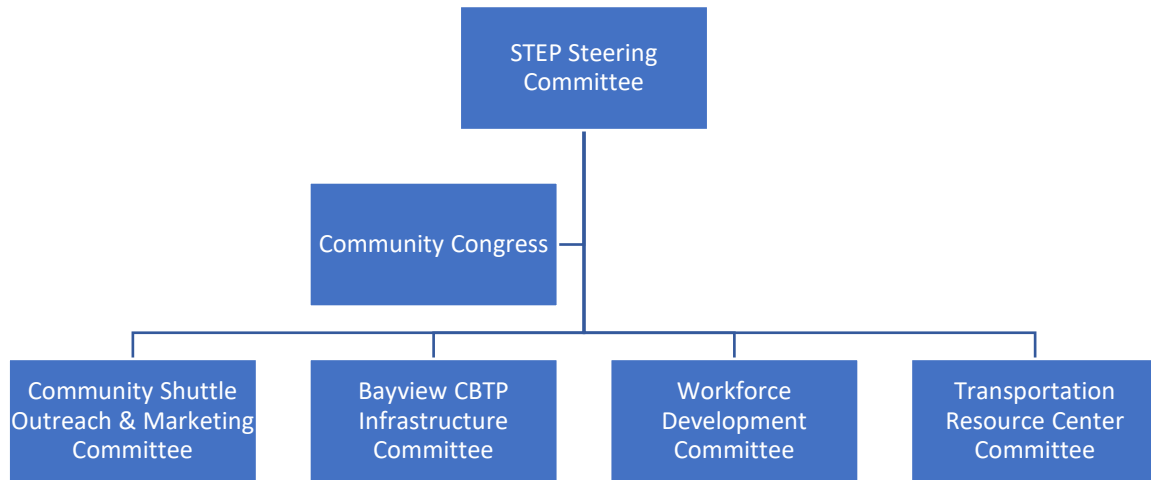 STEP Steering
Committee
Community Congress
Community Shuttle
Outreach & Marketing
Committee
Bayview CBTP
Infrastructure
Committee
Workforce
Development
Committee
Transportation
Resource Center
Committee